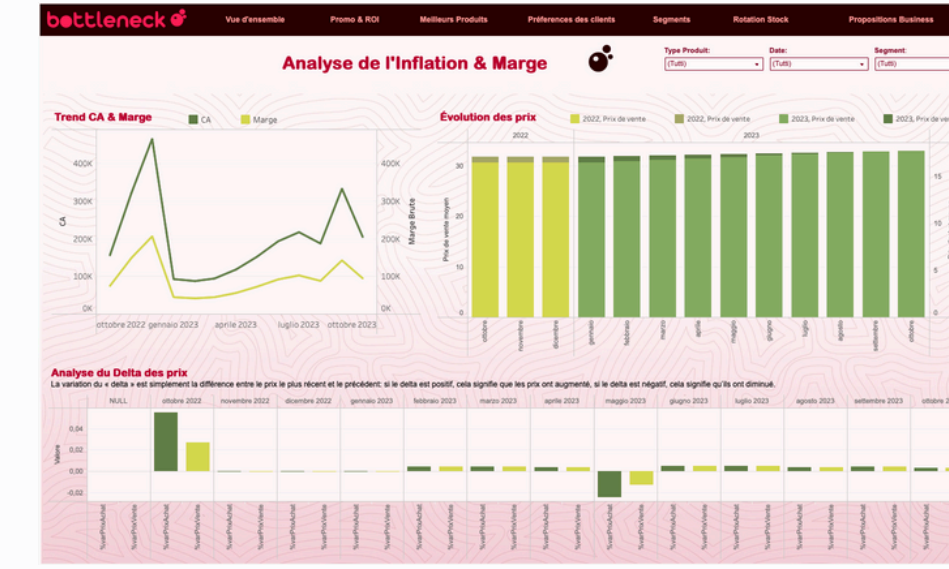 bottleneck
Vue d'ensemble
Promo & ROI
Meilleurs Produits
Préferences des clients
Segments
Rotation Stock
Propositions Business
Analyse de l'Inflation & Marge
Type Produit:
(Tutti)
Date:
(Tutti)
Segment:
(Tutti)
Trend CA & Marge
CA
Marge
400K
300K
200K
100K
0K
CA
400K
300K
200K
100K
0K
Marge Brute
ottobre 2022
gennaio 2023
aprile 2023
luglio 2023
ottobre 2023
Évolution des prix
2022, Prix de vente
2022, Prix de vente
2023, Prix de vente
2023, Prix de ve
2022
2023
30
20
10
0
Prix de vente moyen
15
10
5
0
ottobre
novembre
dicembre
gennaio
febbraio
marzo
aprile
maggio
giugno
luglio
agosto
settembre
ottobre
Analyse du Delta des prix
La variation du « delta » est simplement la différence entre le prix le plus récent et le précédent: si le delta est positif, cela signifie que les prix ont augmenté, si le delta est négatif, cela signifie qu'ils ont diminué.
NULL
ottobre 2022
novembre 2022
dicembre 2022
gennaio 2023
febbraio 2023
marzo 2023
aprile 2023
maggio 2023
giugno 2023
luglio 2023
agosto 2023
settembre 2023
ottobre 2
0,04
0,02
0,00
-0,02
Valore
%varPrixAchat
%varPrixVente
%varPrixAchat
%varPrixVente
%varPrixAchat
%varPrixVente
%varPrixAchat
%varPrixVente
%varPrixAchat
%varPrixVente
%varPrixAchat
%varPrixVente
%varPrixAchat
%varPrixVente
%varPrixAchat
%varPrixVente
%varPrixAchat
%varPrixVente
%varPrixAchat
%varPrixVente
%varPrixAchat
%varPrixVente
%varPrixAchat
%varPrixVente
%varPrixAchat
%varPrixVente
%varPrixAchat